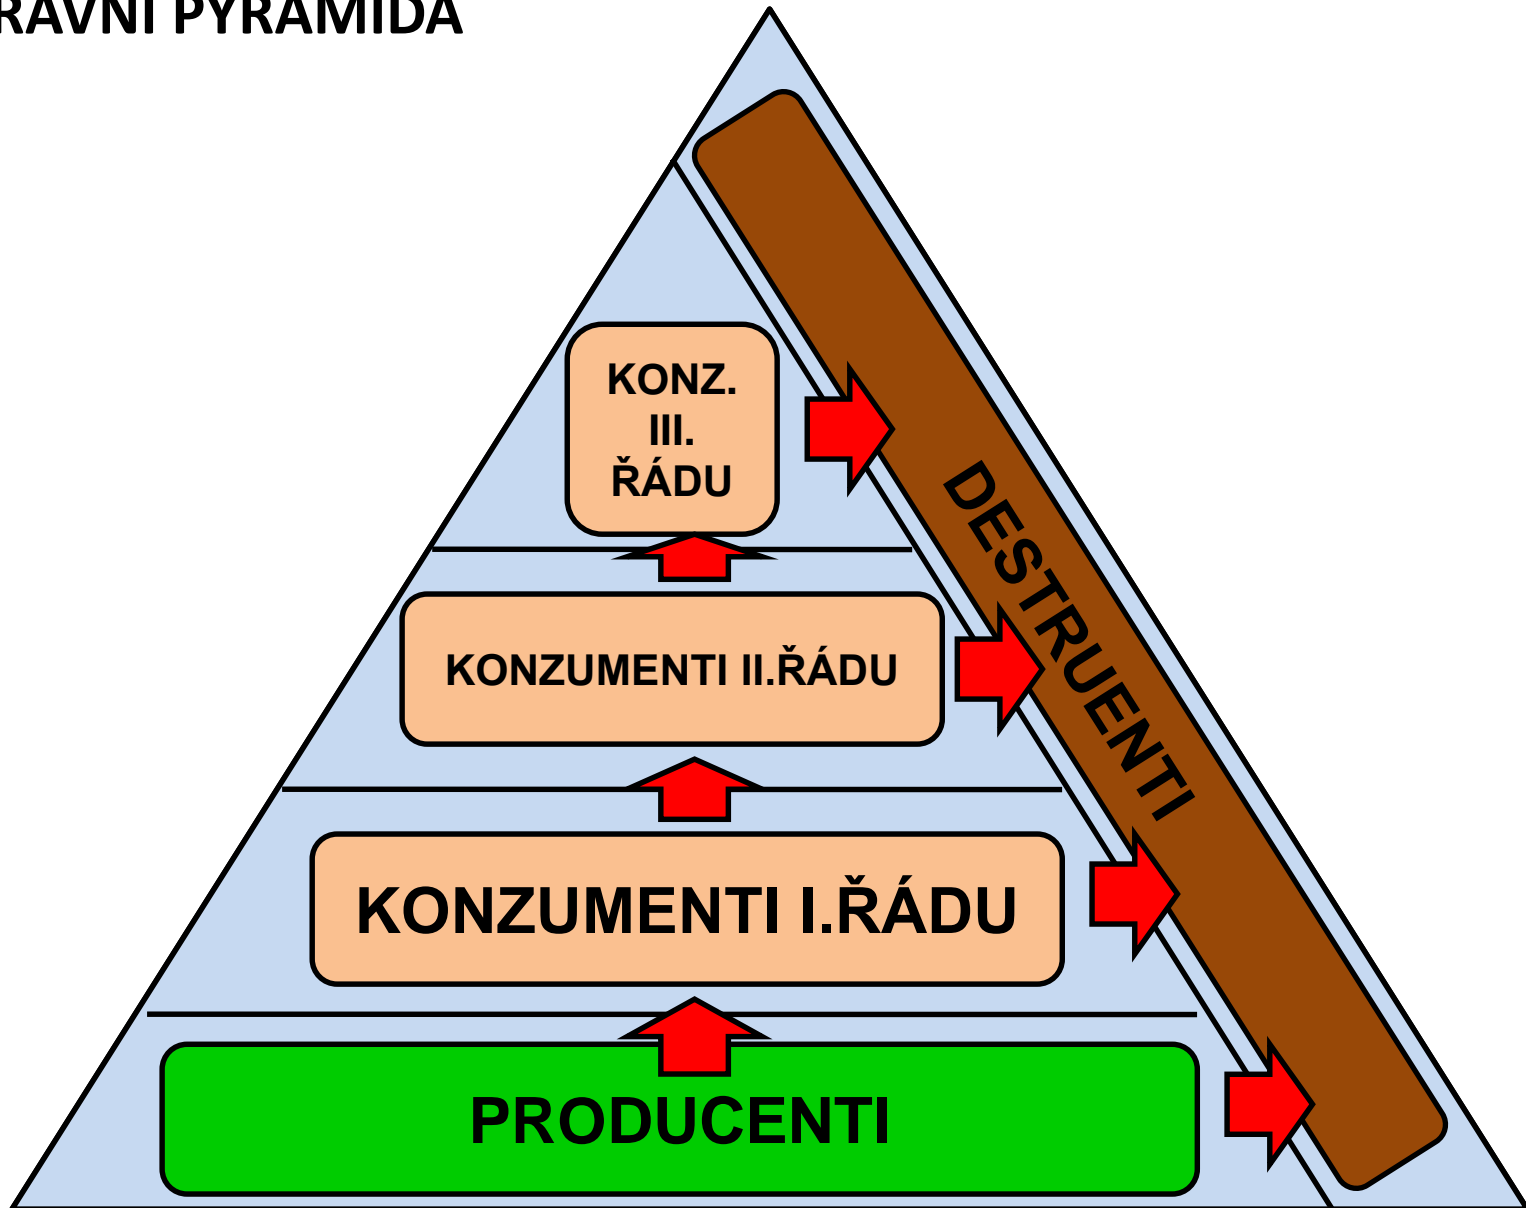 RAVNÍ PYRAMIDA
KONZ.
III.
ŘÁDU
DESTRUENTI
KONZUMENTI II.ŘÁDU
KONZUMENTI I.ŘÁDU
PRODUCENTI